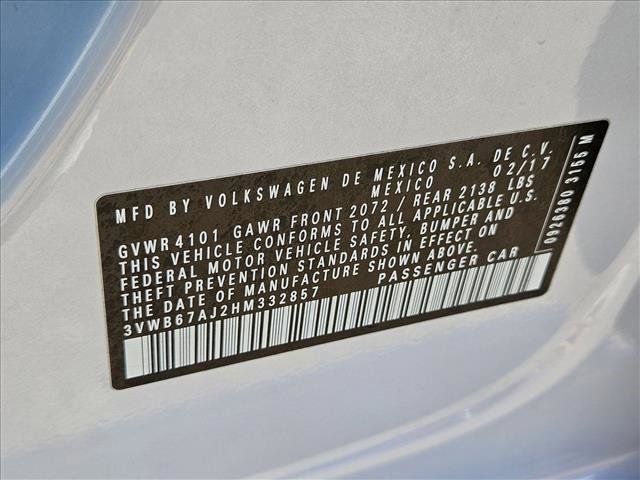 MFD BY VOLKSWAGEN DE MEXICO S.A. DE C.V.
MEXICO 02/17
GVWR 4101 GAWR FRONT 2072 / REAR 2138 LBS
THIS VEHICLE CONFORMS TO ALL APPLICABLE U.S.
FEDERAL MOTOR VEHICLE SAFETY, BUMPER AND
THEFT PREVENTION STANDARDS IN EFFECT ON
THE DATE OF MANUFACTURE SHOWN ABOVE.
3VWB67AJ2HM332857 PASSENGER CAR
0926380 3155 M